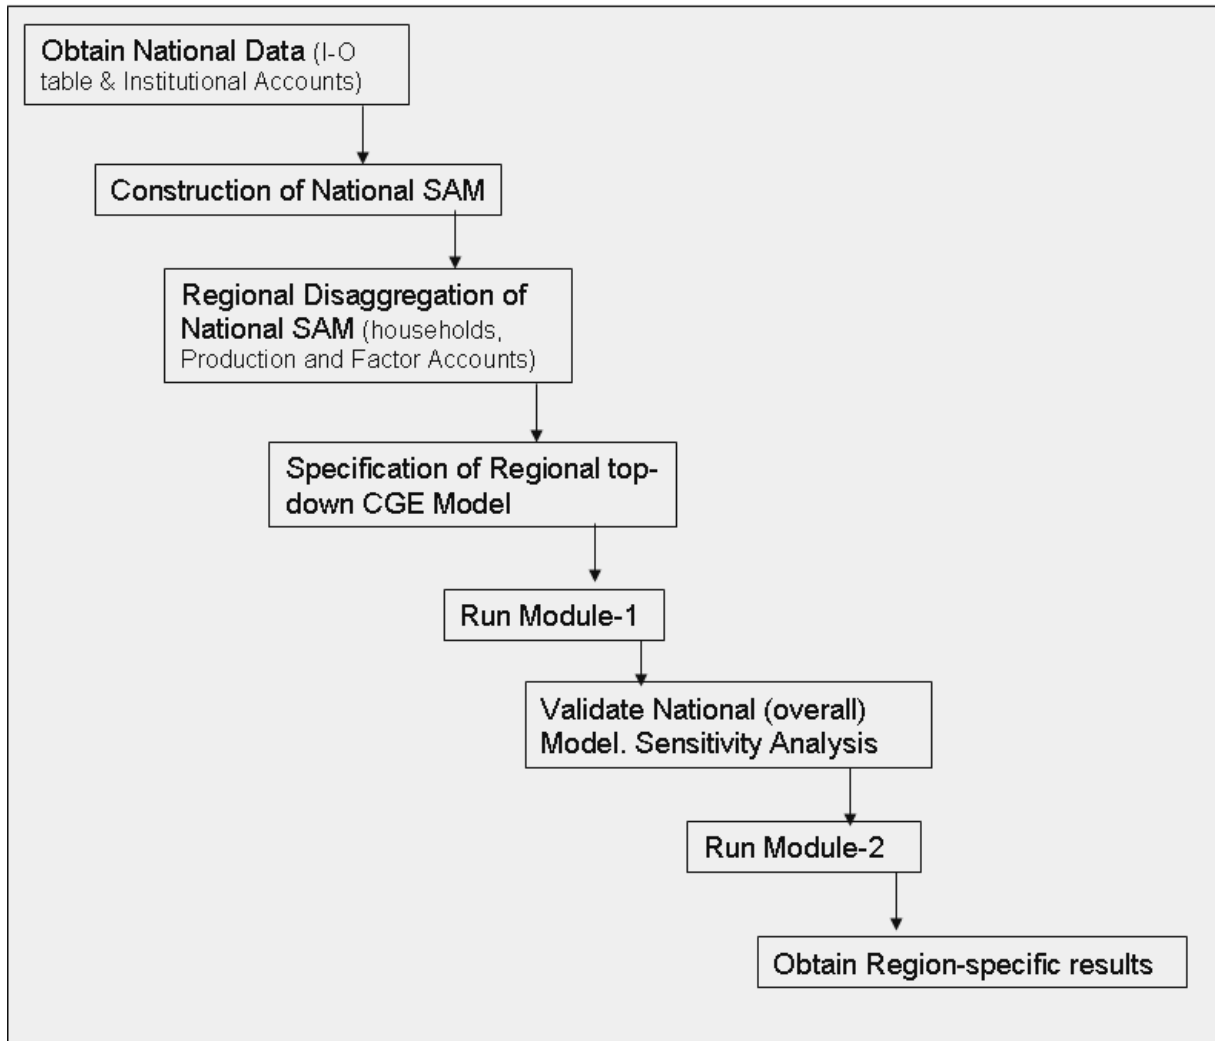 Obtain National Data (I-O
table & Institutional Accounts)
Construction of National SAM
Regional Disaggregation of
National SAM (households,
Production and Factor Accounts)
Specification of Regional top-
down CGE Model
Run Module-1
Validate National (overall)
Model. Sensitivity Analysis
Run Module-2
Obtain Region-specific results